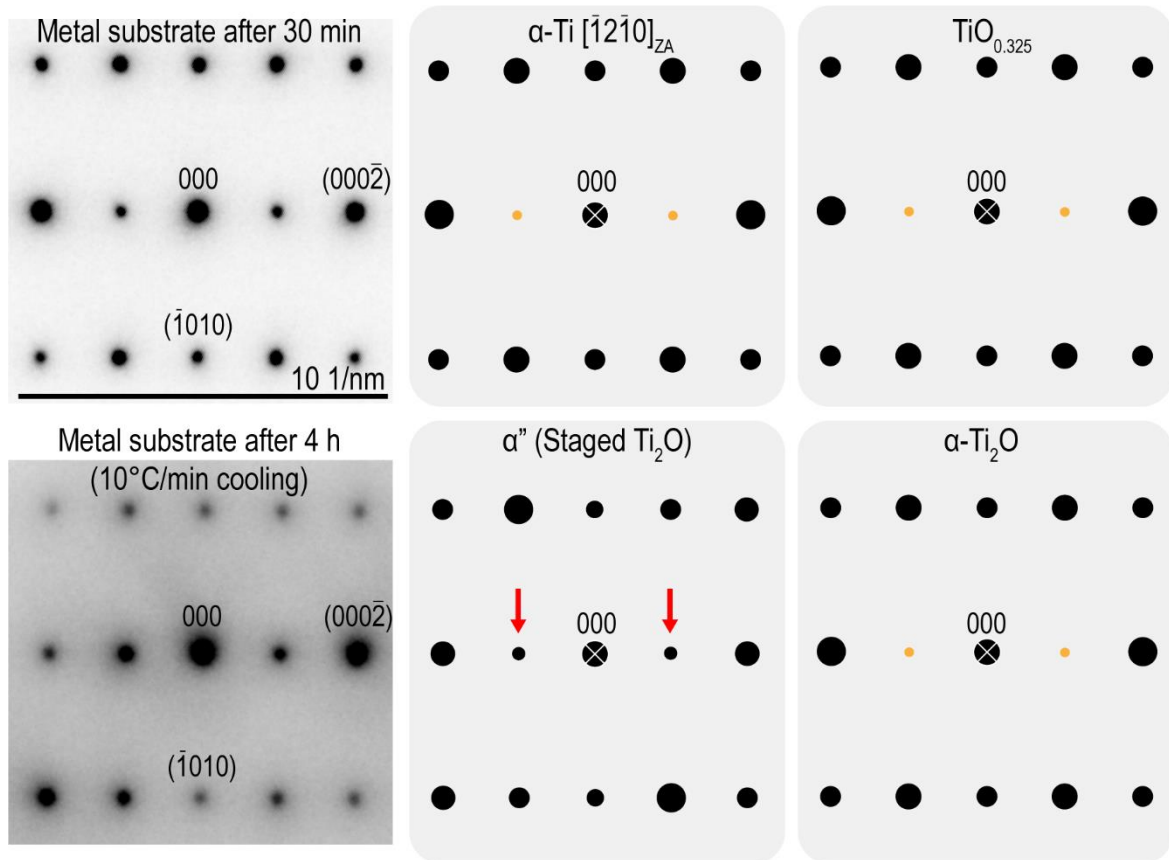 Metal substrate after 30 min
000
(0002̅)
(1̅010)
10 1/nm
α-Ti [1̅21̅0]ZA
000
TiO0.325
000
Metal substrate after 4 h
(10°C/min cooling)
000
(0002̅)
(1̅010)
α” (Staged Ti2O)
000
α-Ti2O
000